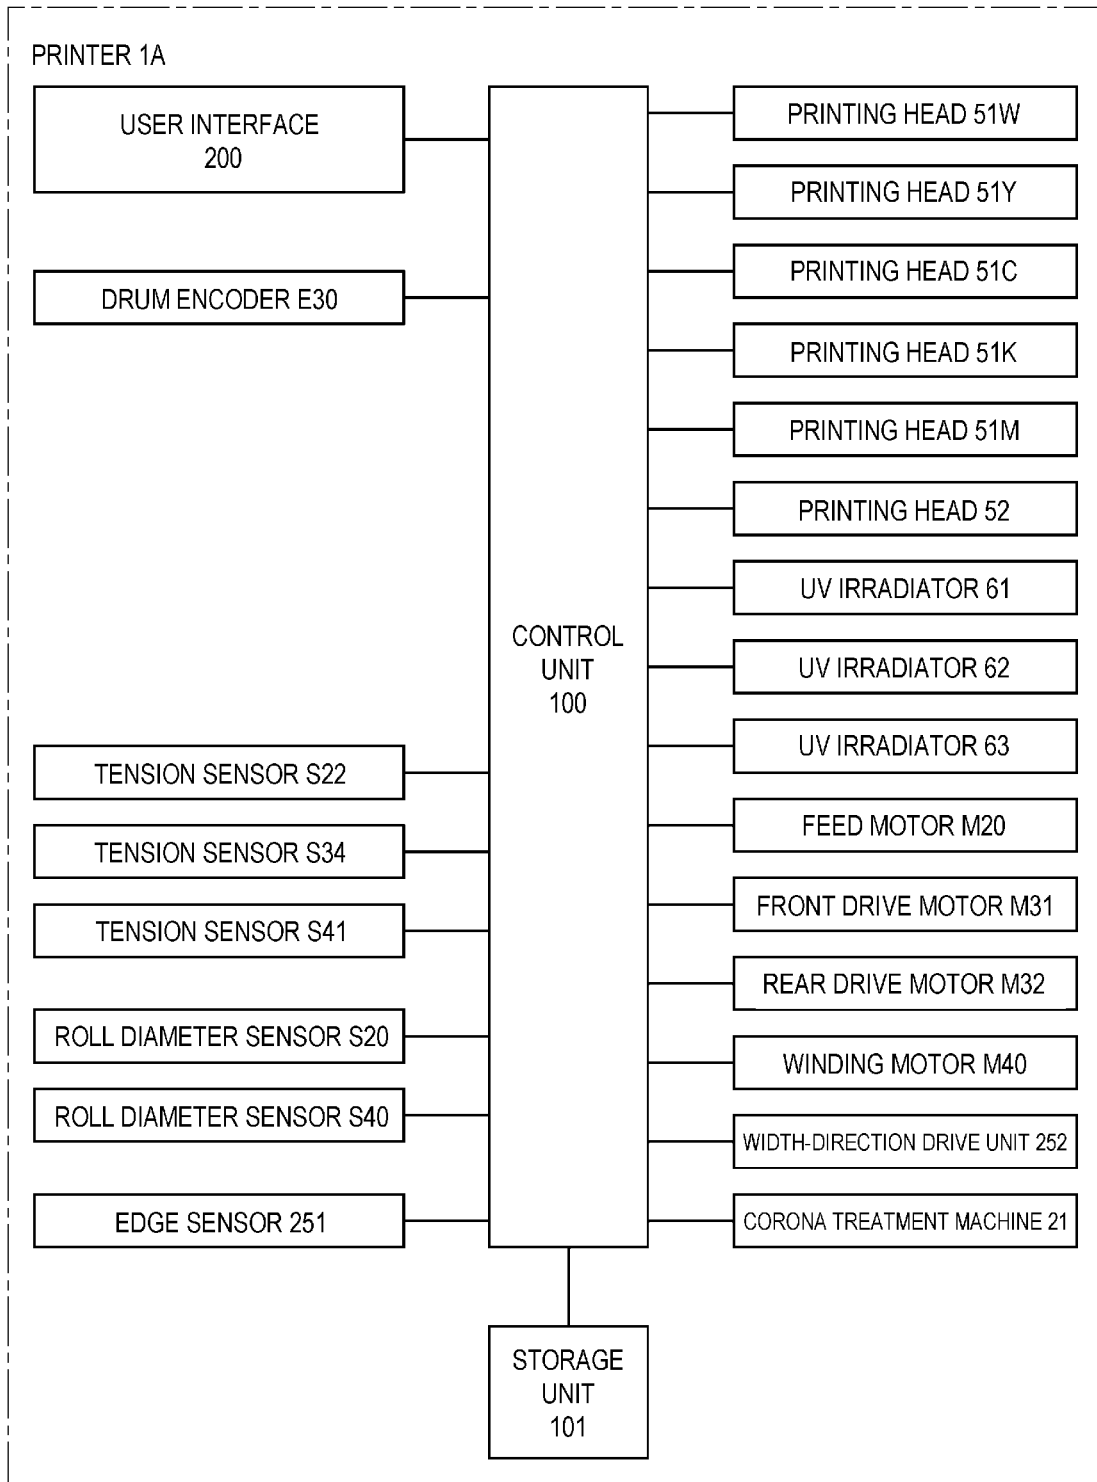 PRINTER 1A
USER INTERFACE
200
DRUM ENCODER E30
TENSION SENSOR S22
TENSION SENSOR S34
TENSION SENSOR S41
ROLL DIAMETER SENSOR S20
ROLL DIAMETER SENSOR S40
EDGE SENSOR 251
CONTROL
UNIT
100
STORAGE
UNIT
101
PRINTING HEAD 51W
PRINTING HEAD 51Y
PRINTING HEAD 51C
PRINTING HEAD 51K
PRINTING HEAD 51M
PRINTING HEAD 52
UV IRRADIATOR 61
UV IRRADIATOR 62
UV IRRADIATOR 63
FEED MOTOR M20
FRONT DRIVE MOTOR M31
REAR DRIVE MOTOR M32
WINDING MOTOR M40
WIDTH-DIRECTION DRIVE UNIT 252
CORONA TREATMENT MACHINE 21